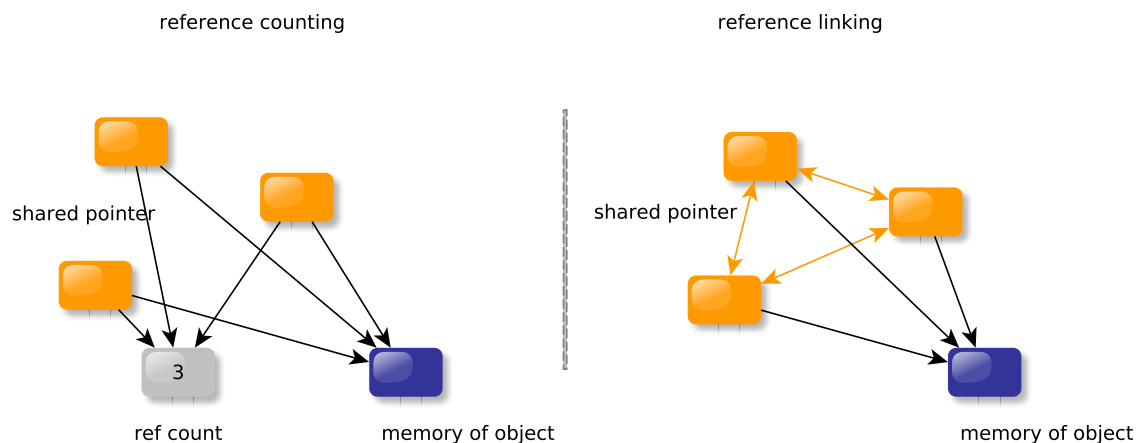 reference counting
reference linking
shared pointer
3
ref count
memory of object
shared pointer
memory of object